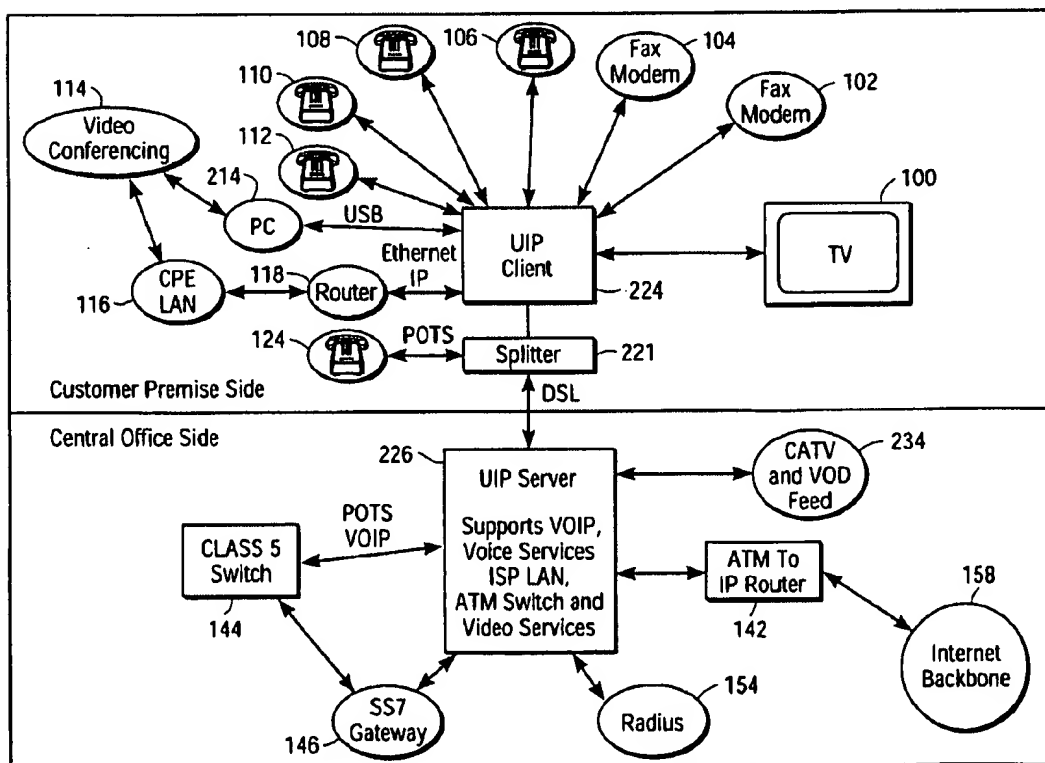 108
106
Fax
Modem
104
110
114
Video
Conferencing
Fax
Modem
102
112
214
PC
USB
100
TV
UIP
Client
Ethernet
IP
CPE
LAN
118
Router
116
224
124
POTS
Splitter
221
Customer Premise Side
DSL
Central Office Side
226
UIP Server
Supports VOIP,
Voice Services
ISP LAN,
ATM Switch and
Video Services
234
CATV
and VOD
Feed
POTS
VOIP
CLASS 5
Switch
144
ATM To
IP Router
142
158
Internet
Backbone
SS7
Gateway
146
154
Radius